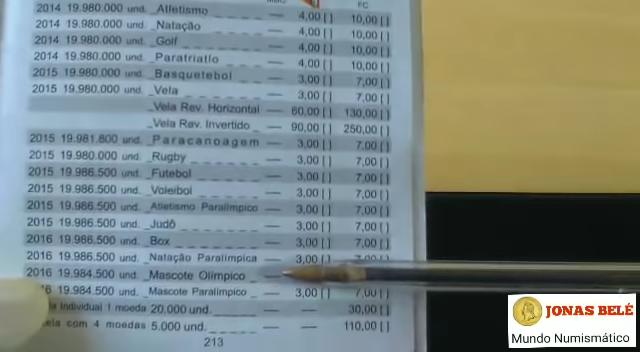 FC
2014 19.980.000 und. _Atletismo — 4,00 [ ] 10,00 [ ]
2014 19.980.000 und. _Natação — 4,00 [ ] 10,00 [ ]
2014 19.980.000 und. _Golf — 4,00 [ ] 10,00 [ ]
2014 19.980.000 und. _Paratriatlo — 4,00 [ ] 10,00 [ ]
2015 19.980.000 und. _Basquetebol — 3,00 [ ] 7,00 [ ]
2015 19.980.000 und. _Vela — 3,00 [ ] 7,00 [ ]
_Vela Rev. Horizontal — 60,00 [ ] 130,00 [ ]
_Vela Rev. Invertido — 90,00 [ ] 250,00 [ ]
2015 19.981.800 und. _Paracanoagem — 3,00 [ ] 7,00 [ ]
2015 19.980.000 und. _Rugby — 3,00 [ ] 7,00 [ ]
2015 19.986.500 und. _Futebol — 3,00 [ ] 7,00 [ ]
2015 19.986.500 und. _Voleibol — 3,00 [ ] 7,00 [ ]
2015 19.986.500 und. _Atletismo Paralímpico — 3,00 [ ] 7,00 [ ]
2015 19.986.500 und. _Judô — 3,00 [ ] 7,00 [ ]
2016 19.986.500 und. _Box — 3,00 [ ] 7,00 [ ]
2016 19.986.500 und. _Natação Paralímpica — 3,00 [ ] 7,00 [ ]
2016 19.984.500 und. _Mascote Olímpico —
19.984.500 und. _Mascote Paralímpico — 3,00 [ ] 7,00 [ ]
individual 1 moeda 20.000 und. — — 30,00 [ ]
com 4 moedas 5.000 und. — — 110,00 [ ]
213
JONAS BELÉ
Mundo Numismático